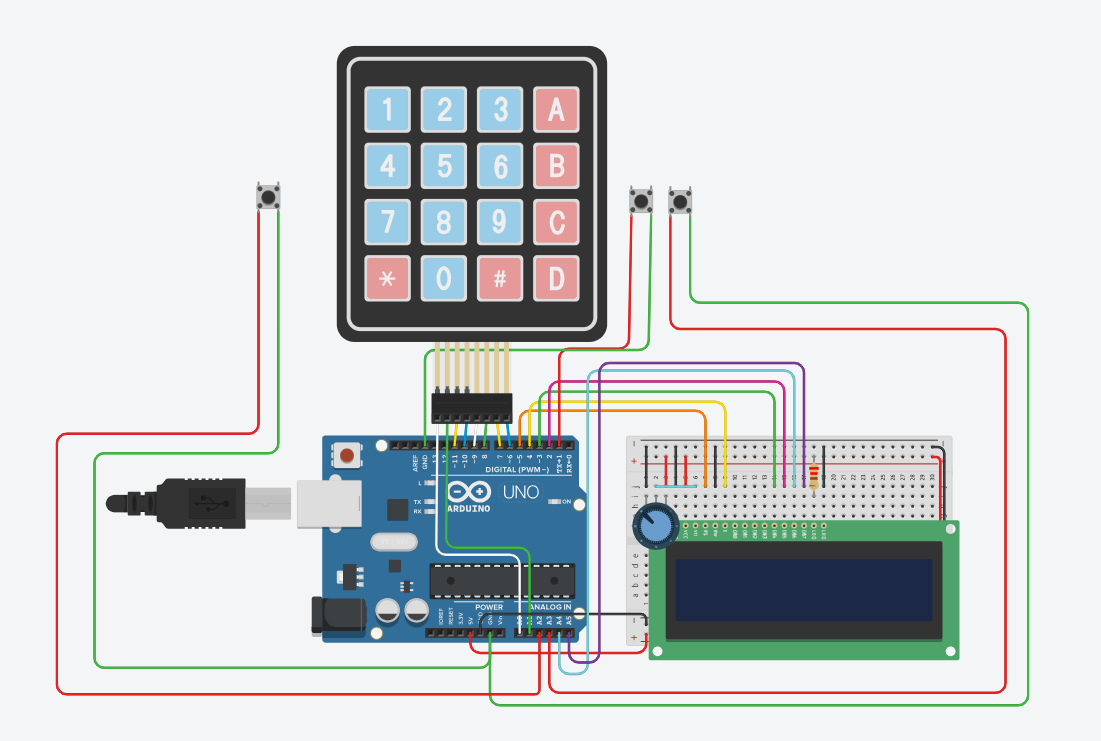 1 2 3 A
4 5 6 B
7 8 9 C
* 0 # D
AREF
GND
13
12
~11
~10
~9
8
7
~6
~5
4
~3
2
TX→1
RX←0
DIGITAL (PWM~)
L
TX
RX
UNO
ARDUINO
ON
POWER
ANALOG IN
IOREF
RESET
3.3V
5V
GND
Vin
A0
A1
A2
A3
A4
A5